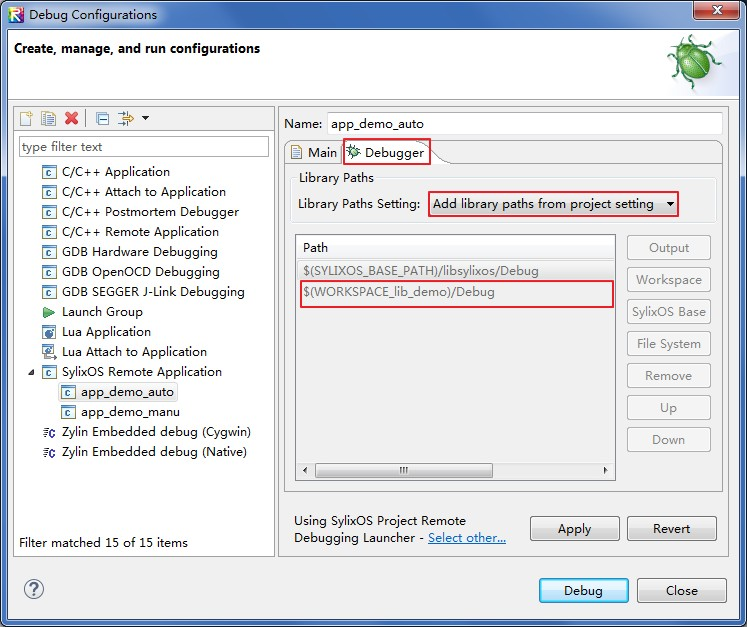 Debug Configurations
Create, manage, and run configurations
type filter text
C/C++ Application
C/C++ Attach to Application
C/C++ Postmortem Debugger
C/C++ Remote Application
GDB Hardware Debugging
GDB OpenOCD Debugging
GDB SEGGER J-Link Debugging
Launch Group
Lua Application
Lua Attach to Application
SylixOS Remote Application
app_demo_auto
app_demo_manu
Zylin Embedded debug (Cygwin)
Zylin Embedded debug (Native)
Filter matched 15 of 15 items
Name: app_demo_auto
Main Debugger
Library Paths
Library Paths Setting: Add library paths from project setting
Path
$(SYLIXOS_BASE_PATH)/libsylixos/Debug
$(WORKSPACE_lib_demo)/Debug
Output
Workspace
SylixOS Base
File System
Remove
Up
Down
Using SylixOS Project Remote
Debugging Launcher - Select other...
Apply Revert
Debug Close